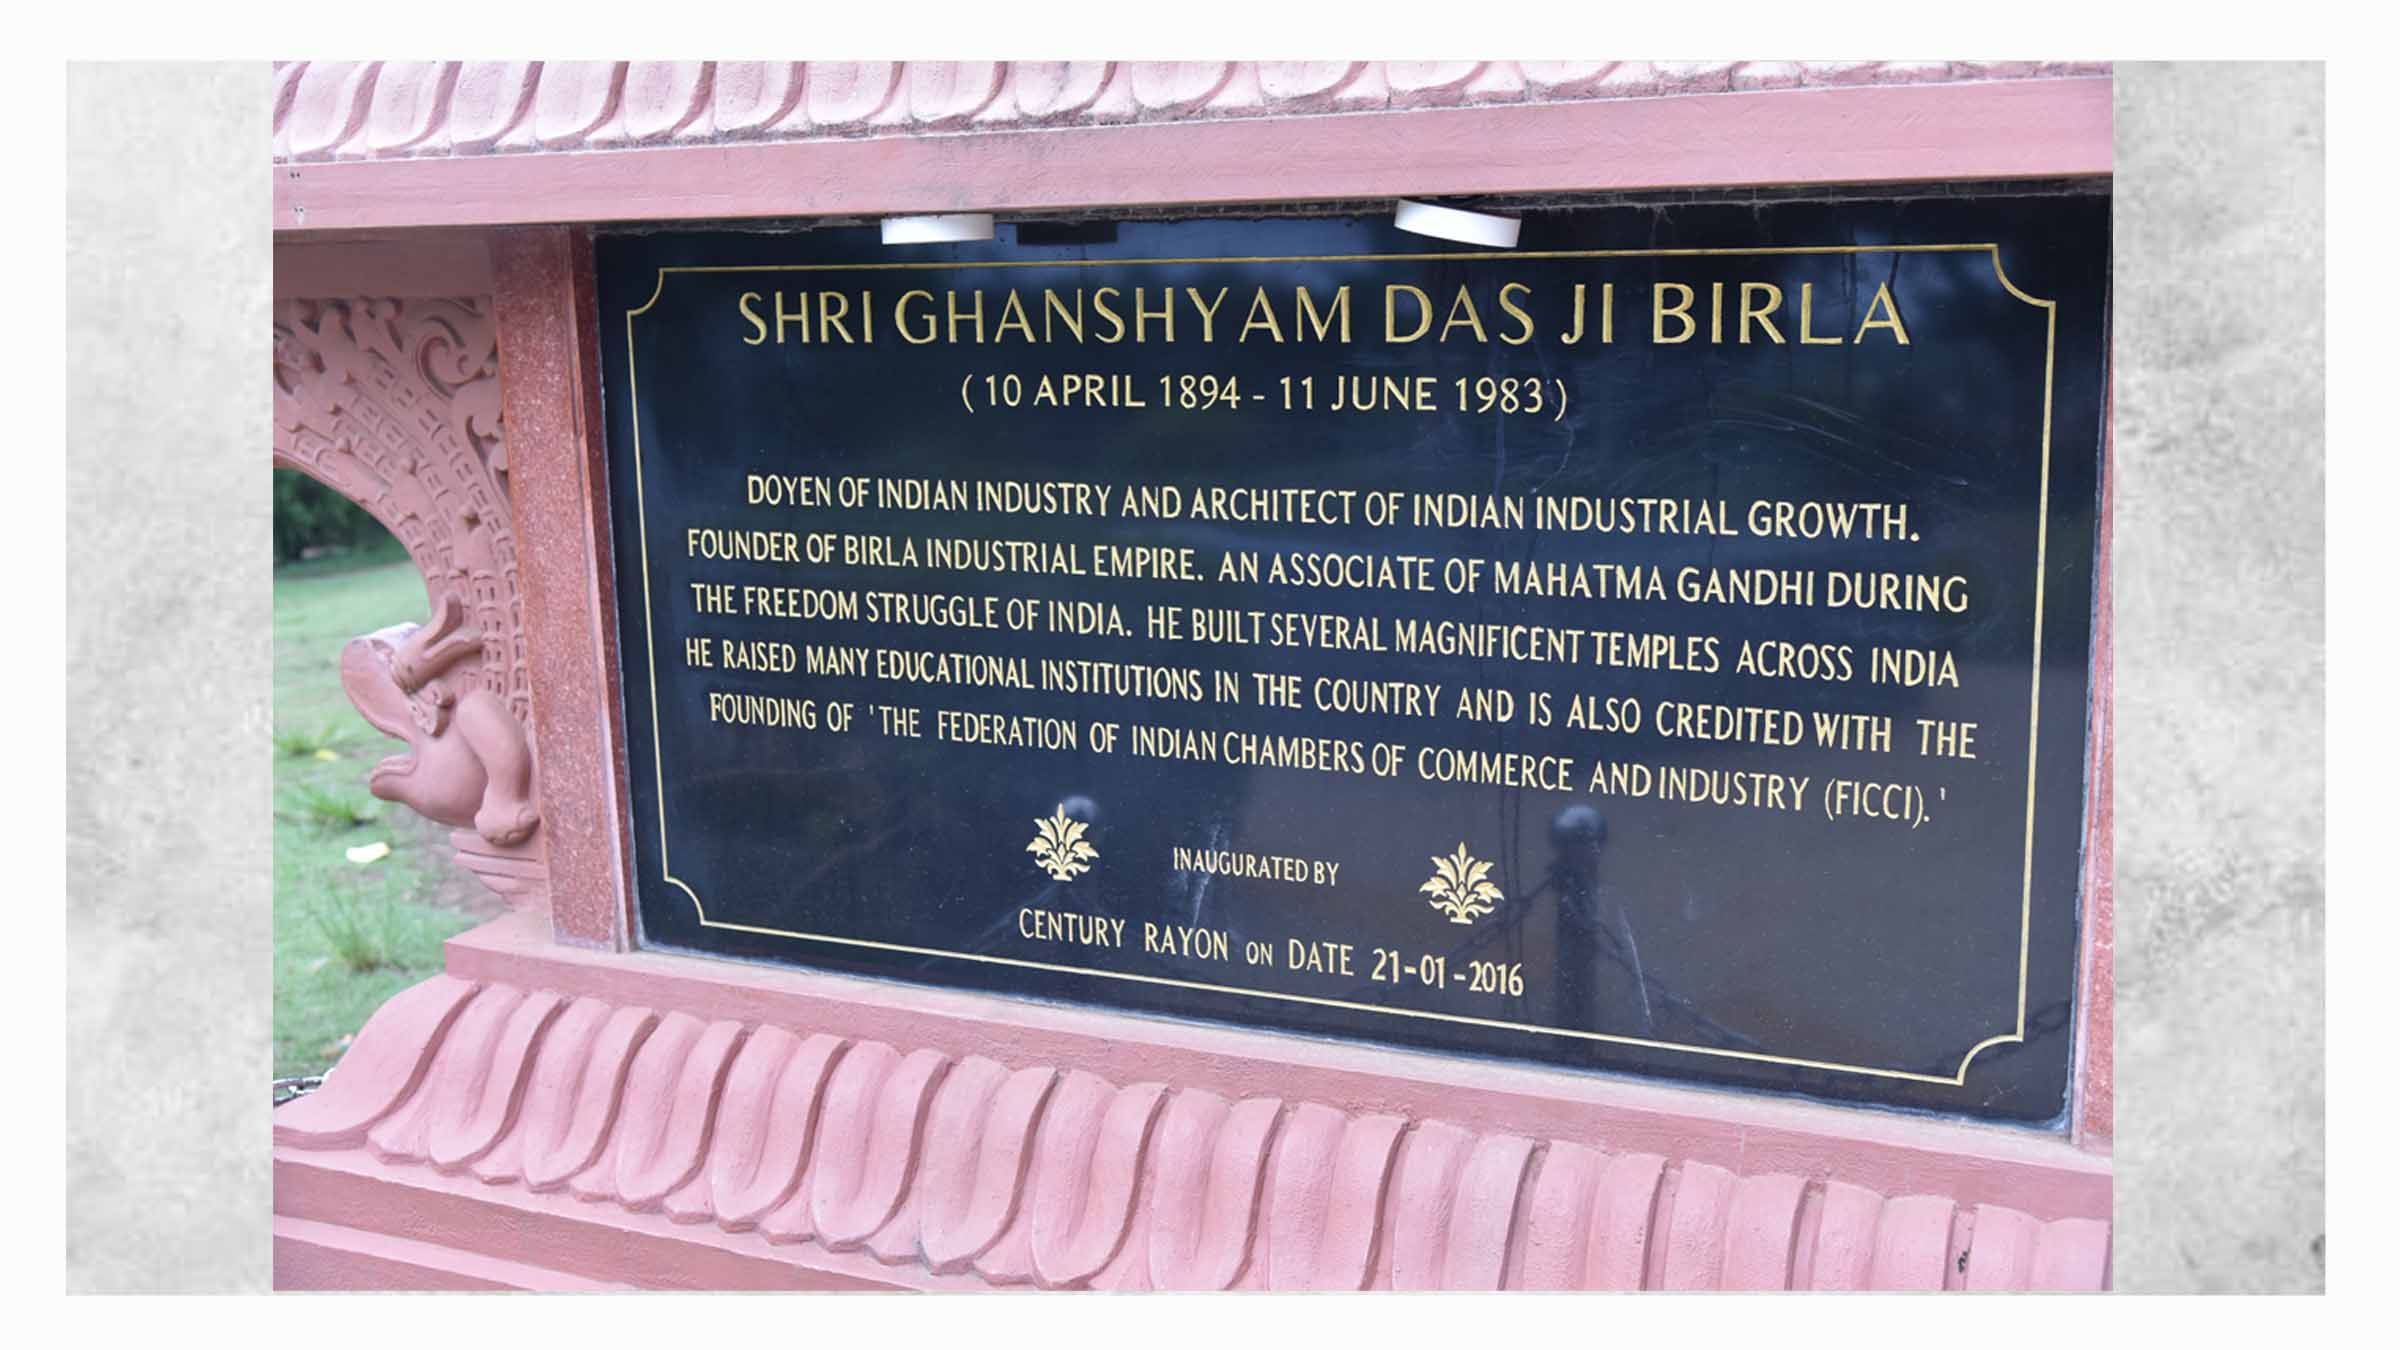 SHRI GHANSHYAM DAS JI BIRLA
( 10 APRIL 1894 - 11 JUNE 1983 )
DOYEN OF INDIAN INDUSTRY AND ARCHITECT OF INDIAN INDUSTRIAL GROWTH.
FOUNDER OF BIRLA INDUSTRIAL EMPIRE. AN ASSOCIATE OF MAHATMA GANDHI DURING
THE FREEDOM STRUGGLE OF INDIA. HE BUILT SEVERAL MAGNIFICENT TEMPLES ACROSS INDIA
HE RAISED MANY EDUCATIONAL INSTITUTIONS IN THE COUNTRY AND IS ALSO CREDITED WITH THE
FOUNDING OF 'THE FEDERATION OF INDIAN CHAMBERS OF COMMERCE AND INDUSTRY (FICCI).'
INAUGURATED BY
CENTURY RAYON ON DATE 21-01-2016